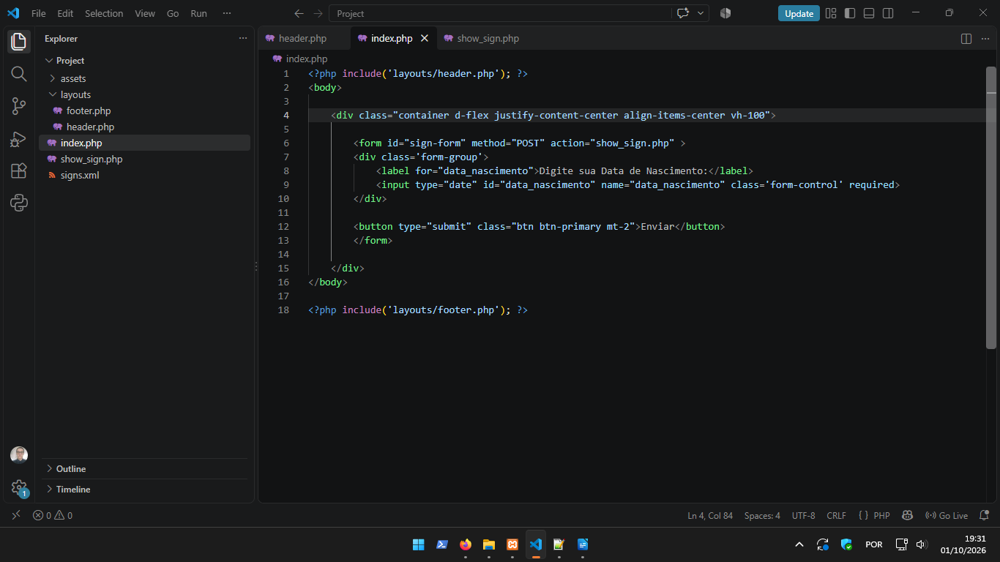 File Edit Selection View Go Run ···
Project
Update
Explorer ···
Project
assets
layouts
footer.php
header.php
index.php
show_sign.php
signs.xml
Outline
Timeline
header.php index.php show_sign.php ···
index.php
1 <?php include('layouts/header.php'); ?>
2 <body>
3
4 <div class="container d-flex justify-content-center align-items-center vh-100">
5
6 <form id="sign-form" method="POST" action="show_sign.php" >
7 <div class='form-group'>
8 <label for="data_nascimento">Digite sua Data de Nascimento:</label>
9 <input type="date" id="data_nascimento" name="data_nascimento" class='form-control' required>
10 </div>
11
12 <button type="submit" class="btn btn-primary mt-2">Enviar</button>
13 </form>
14
15 </div>
16 </body>
17
18 <?php include('layouts/footer.php'); ?>
1
0 0 Ln 4, Col 84 Spaces: 4 UTF-8 CRLF { } PHP Go Live
POR
19:31
01/10/2026